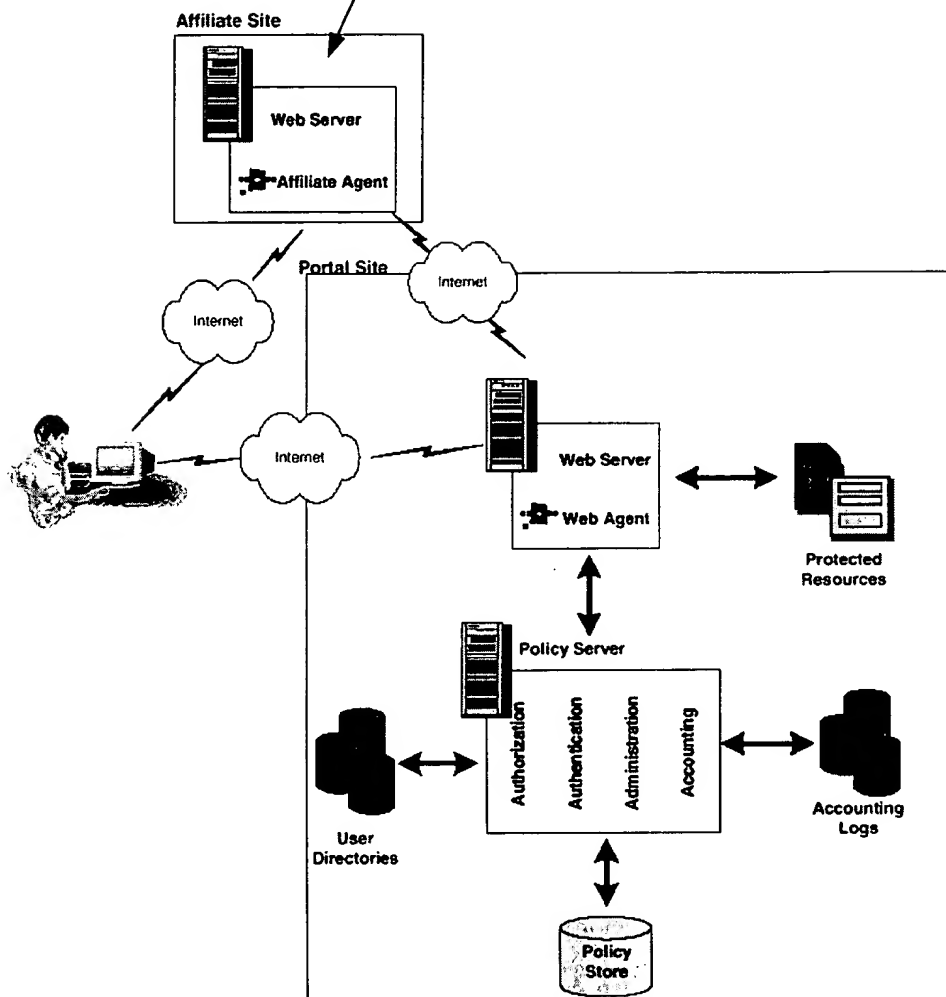 Affiliate Site
Web Server
Affiliate Agent
Portal Site
Internet
Internet
Internet
Web Server
Web Agent
Protected
Resources
Policy Server
Authorization
Authentication
Administration
Accounting
User
Directories
Accounting
Logs
Policy
Store